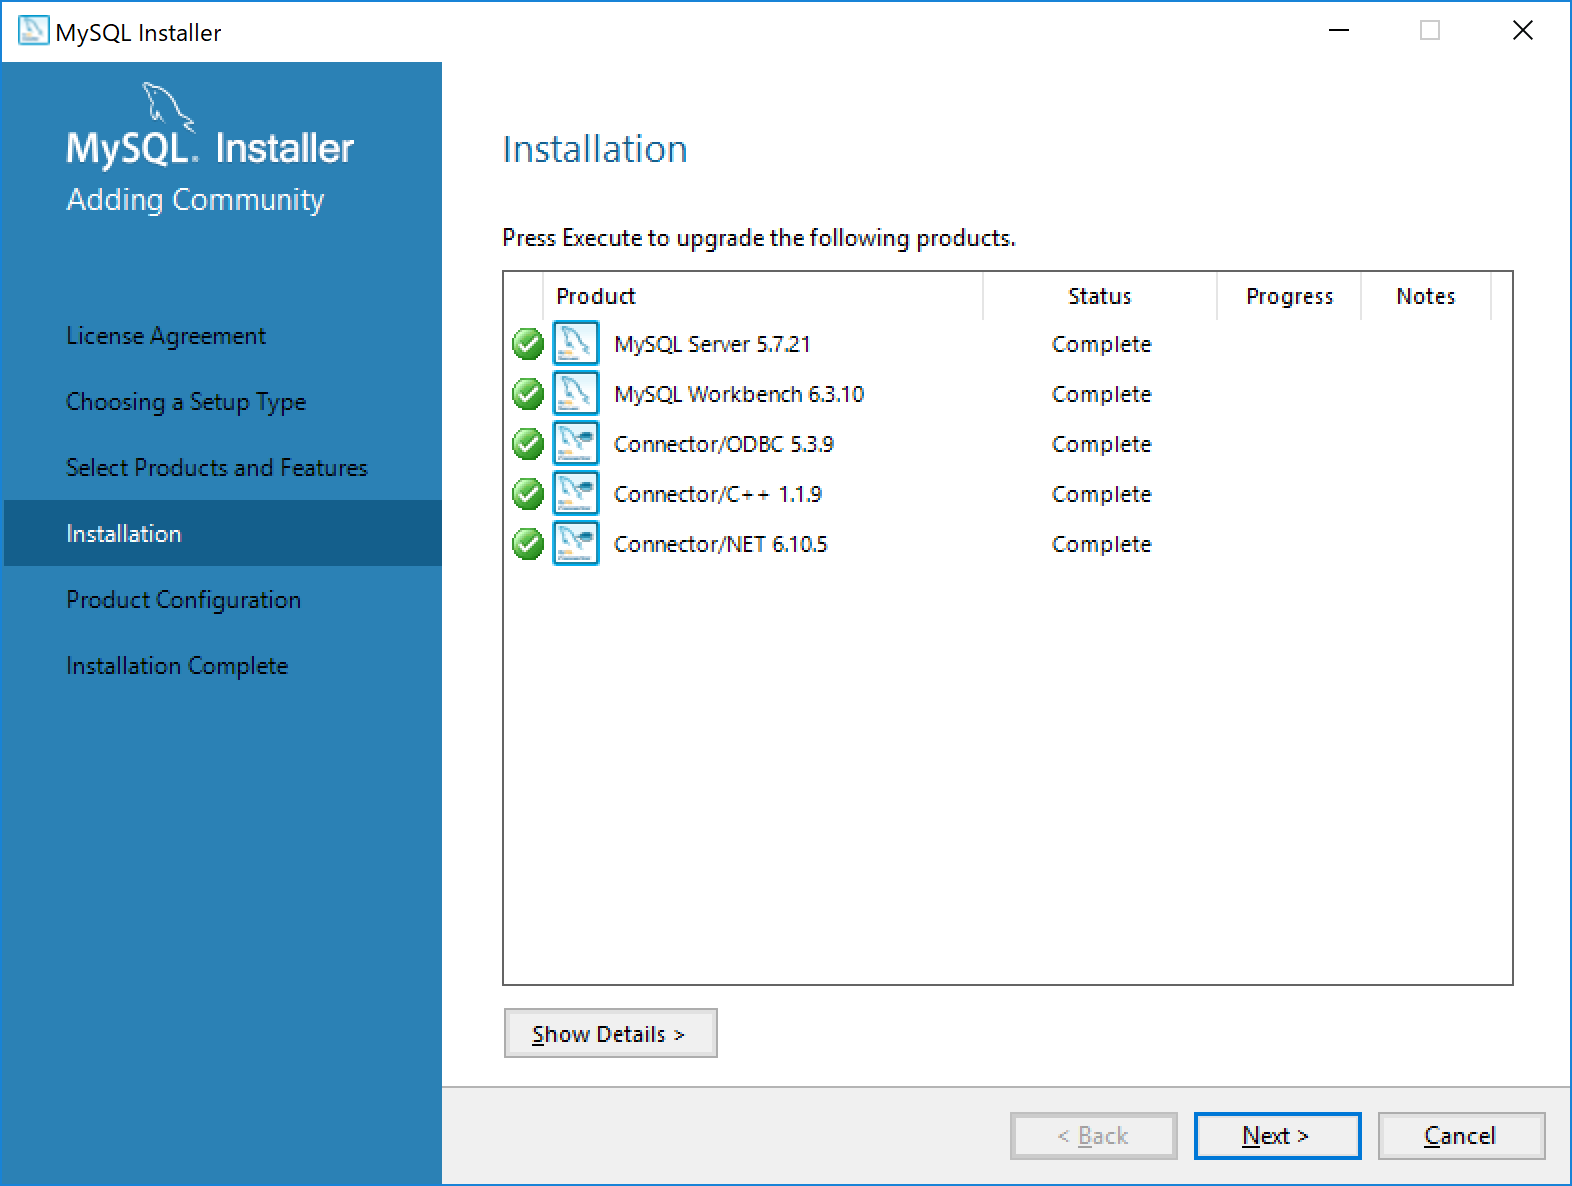 MySQL Installer
MySQL. Installer
Adding Community
License Agreement
Choosing a Setup Type
Select Products and Features
Installation
Product Configuration
Installation Complete
Installation
Press Execute to upgrade the following products.
Product Status Progress Notes
MySQL Server 5.7.21 Complete
MySQL Workbench 6.3.10 Complete
Connector/ODBC 5.3.9 Complete
Connector/C++ 1.1.9 Complete
Connector/NET 6.10.5 Complete
Show Details >
< Back Next > Cancel